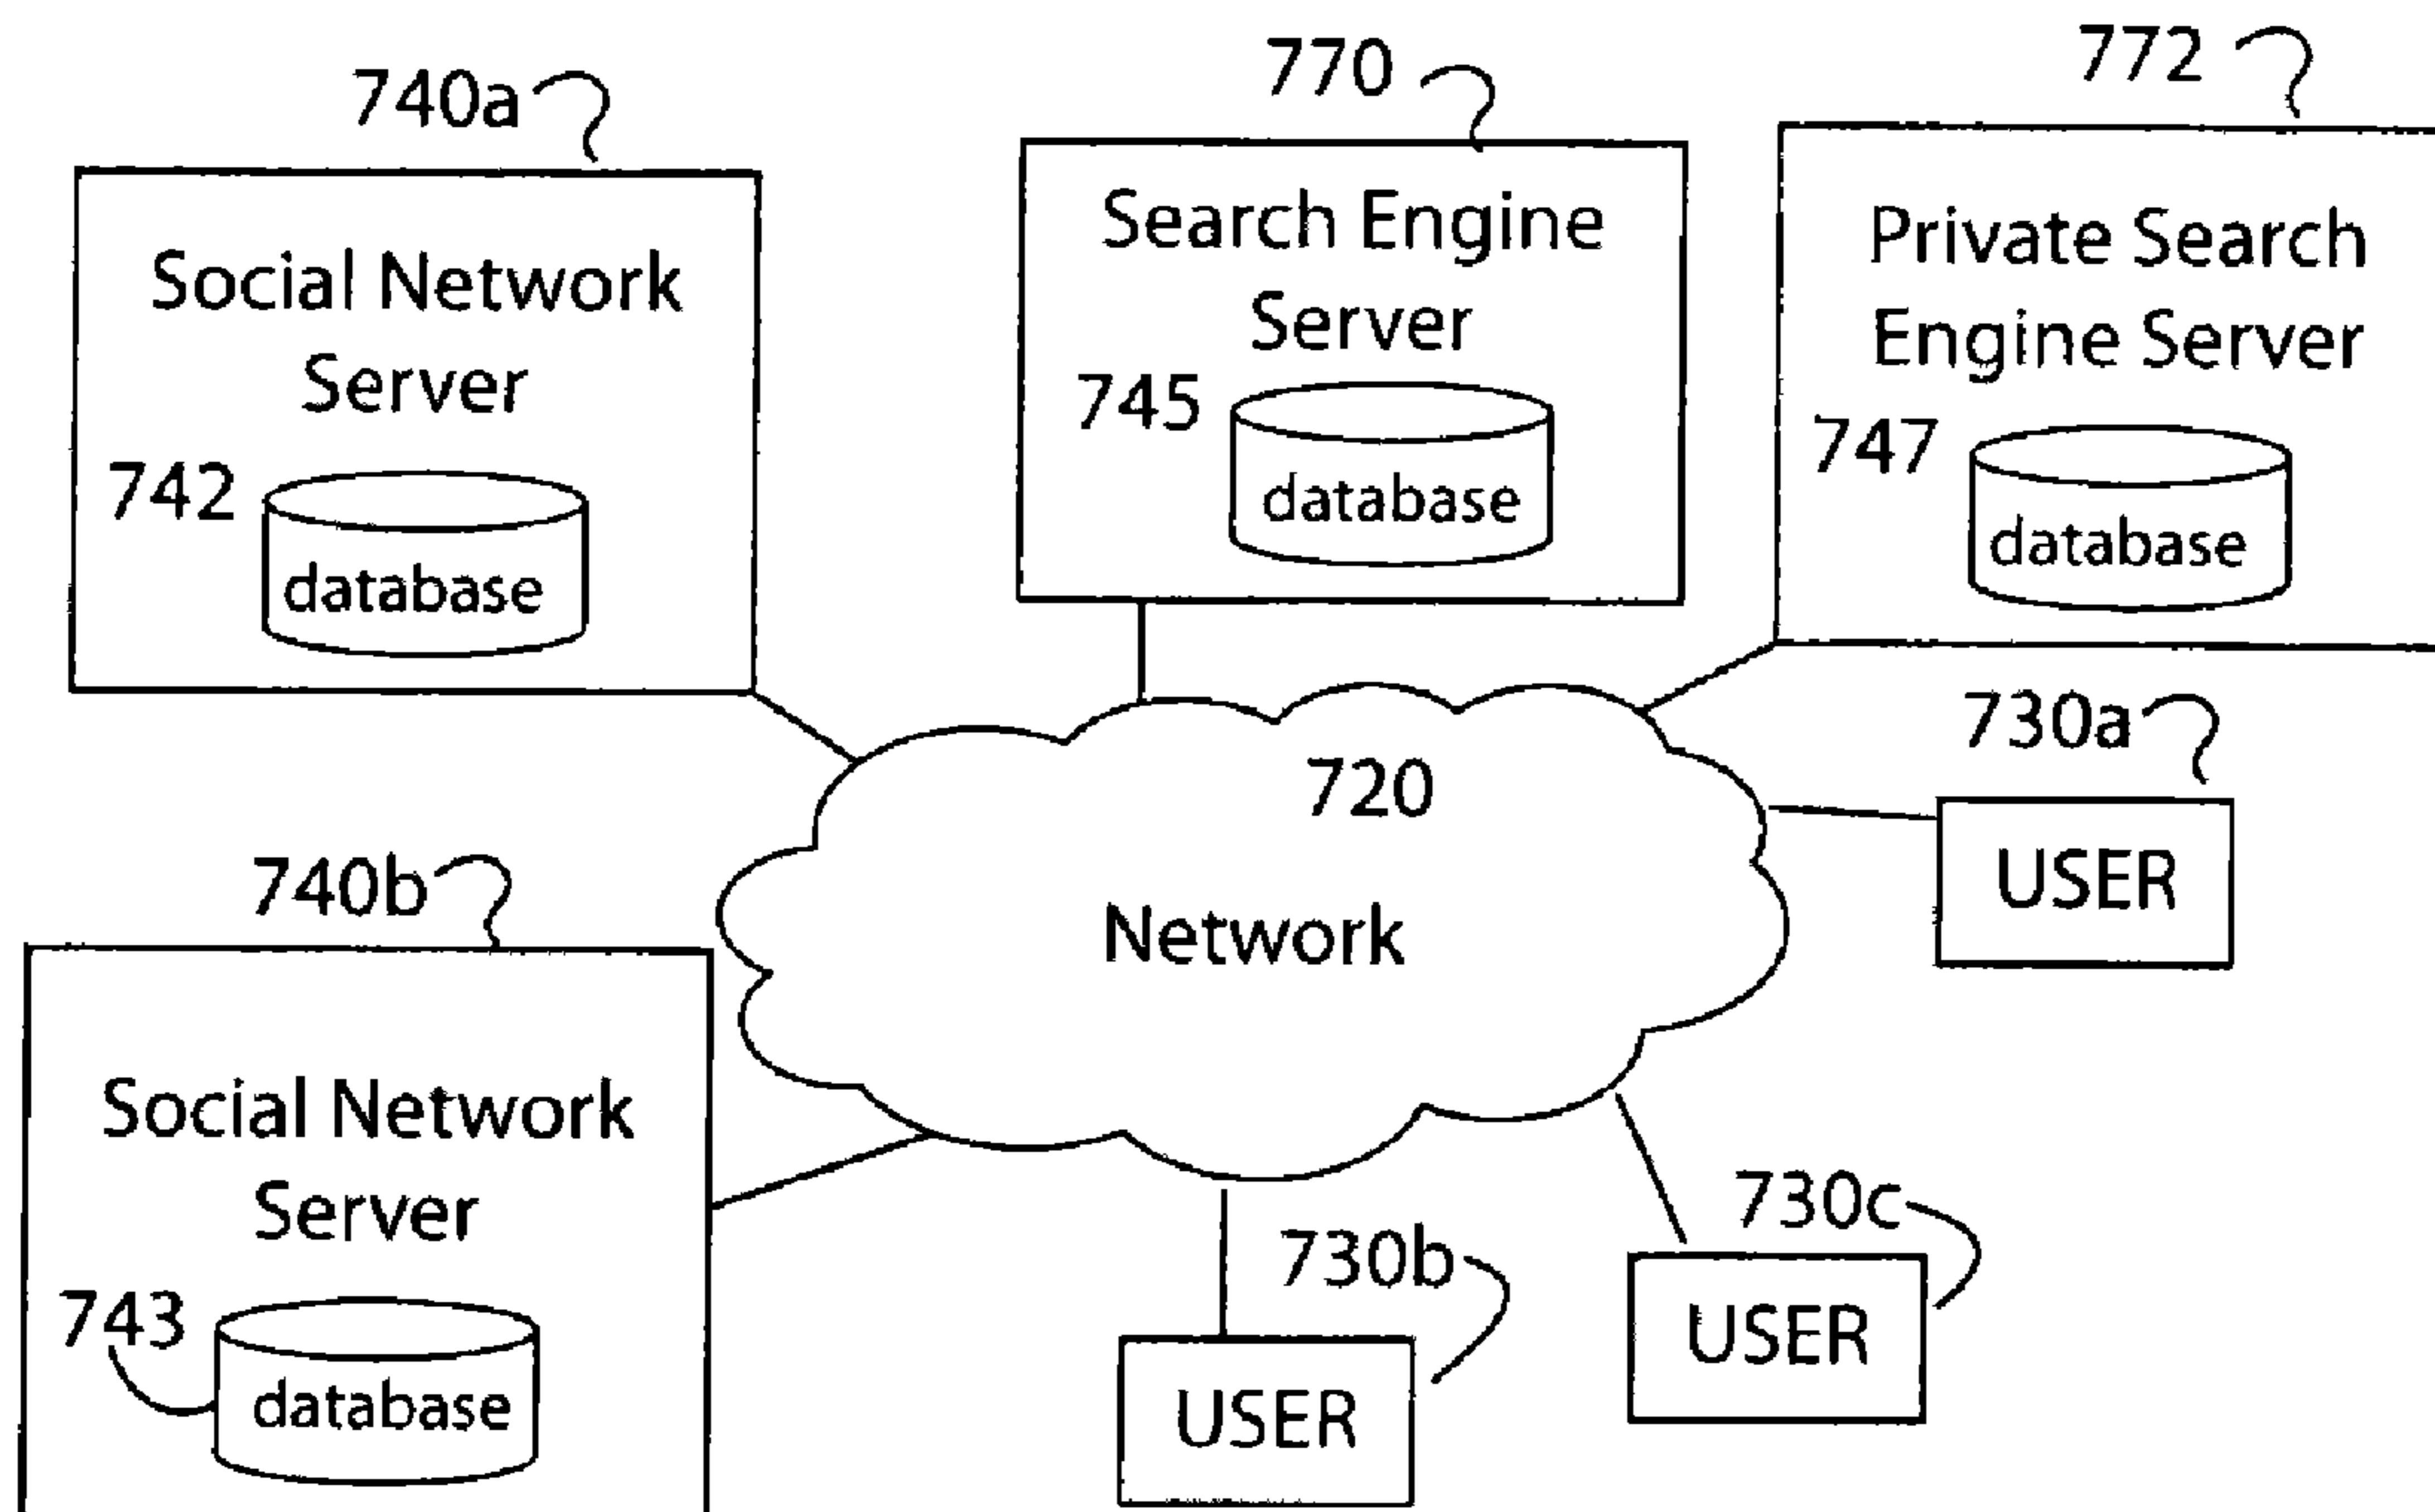 740a
770
772
Social Network
Server
742
database
Search Engine
Server
745
database
Private Search
Engine Server
747
database
720
Network
730a
USER
740b
Social Network
Server
743
database
730b
USER
730c
USER